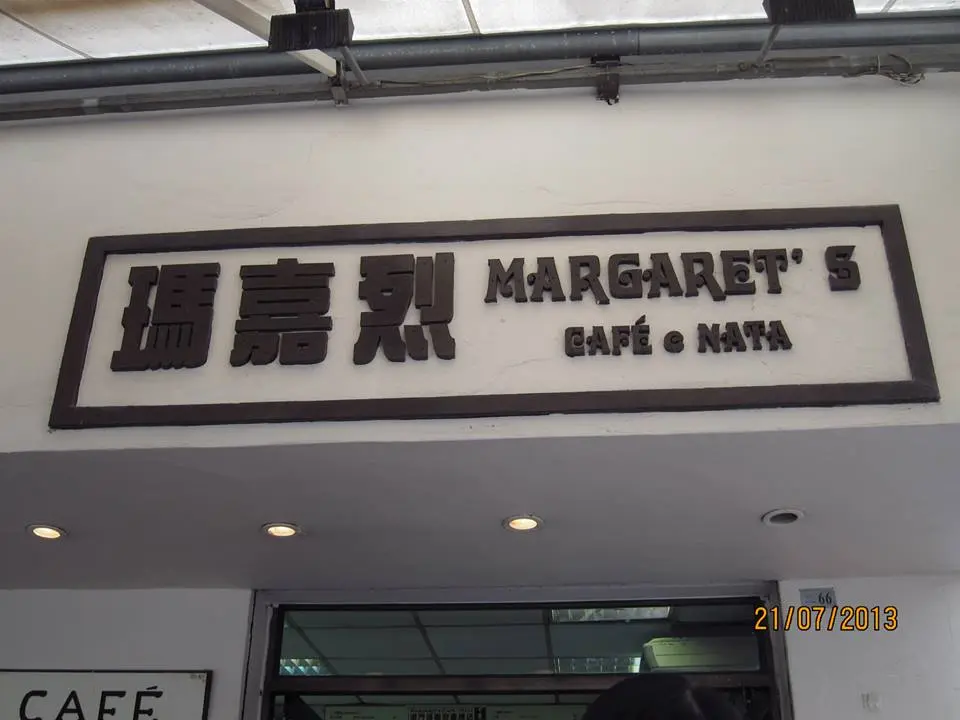 瑪嘉烈 MARGARET'S
CAFÉ e NATA
66
21/07/2013
CAFÉ